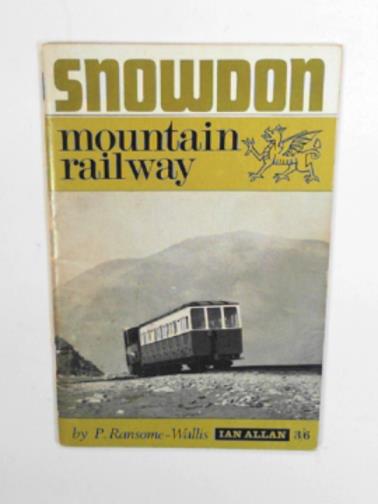 SNOWDON
mountain
railway
by P. Ransome-Wallis IAN ALLAN 3/6